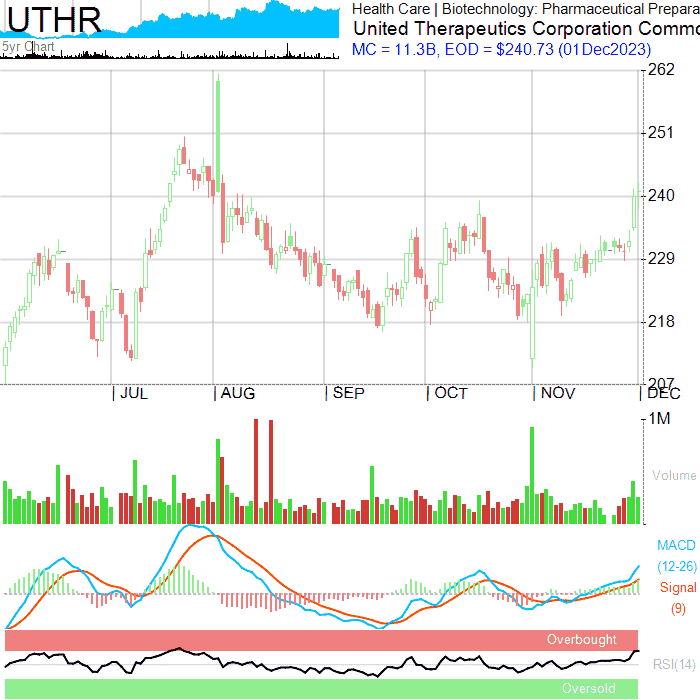 UTHR
5yr Chart
Health Care | Biotechnology: Pharmaceutical Prepara
United Therapeutics Corporation Commo
MC = 11.3B, EOD = $240.73 (01Dec2023)
262
251
240
229
218
207
| JUL
| AUG
| SEP
| OCT
| NOV
| DEC
1M
Volume
MACD
(12-26)
Signal
(9)
Overbought
RSI(14)
Oversold